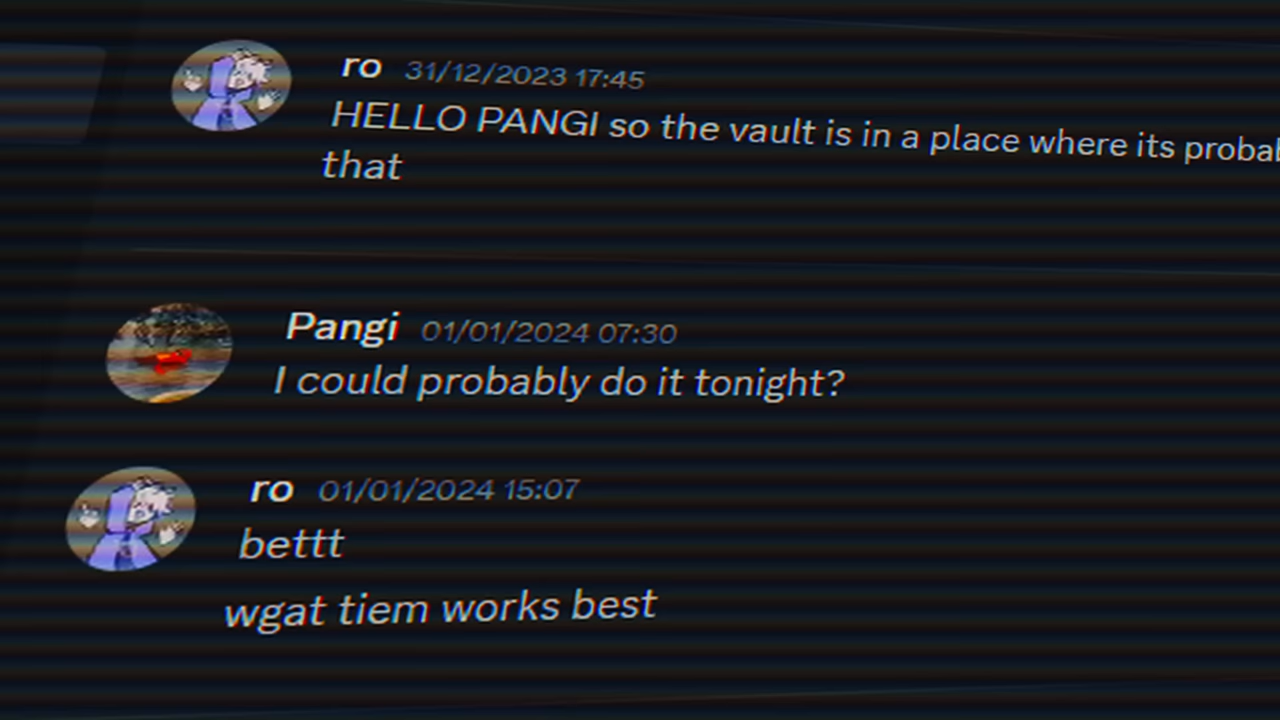 ro 31/12/2023 17:45
HELLO PANGI so the vault is in a place where its
that
Pangi 01/01/2024 07:30
I could probably do it tonight?
ro 01/01/2024 15:07
bettt
wgat tiem works best